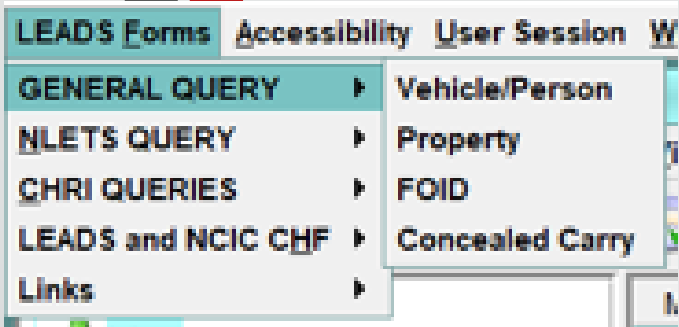 LEADS Forms Accessibility User Session
GENERAL QUERY Vehicle/Person
NLETS QUERY Property
CHRI QUERIES FOID
LEADS and NCIC CHF Concealed Carry
Links